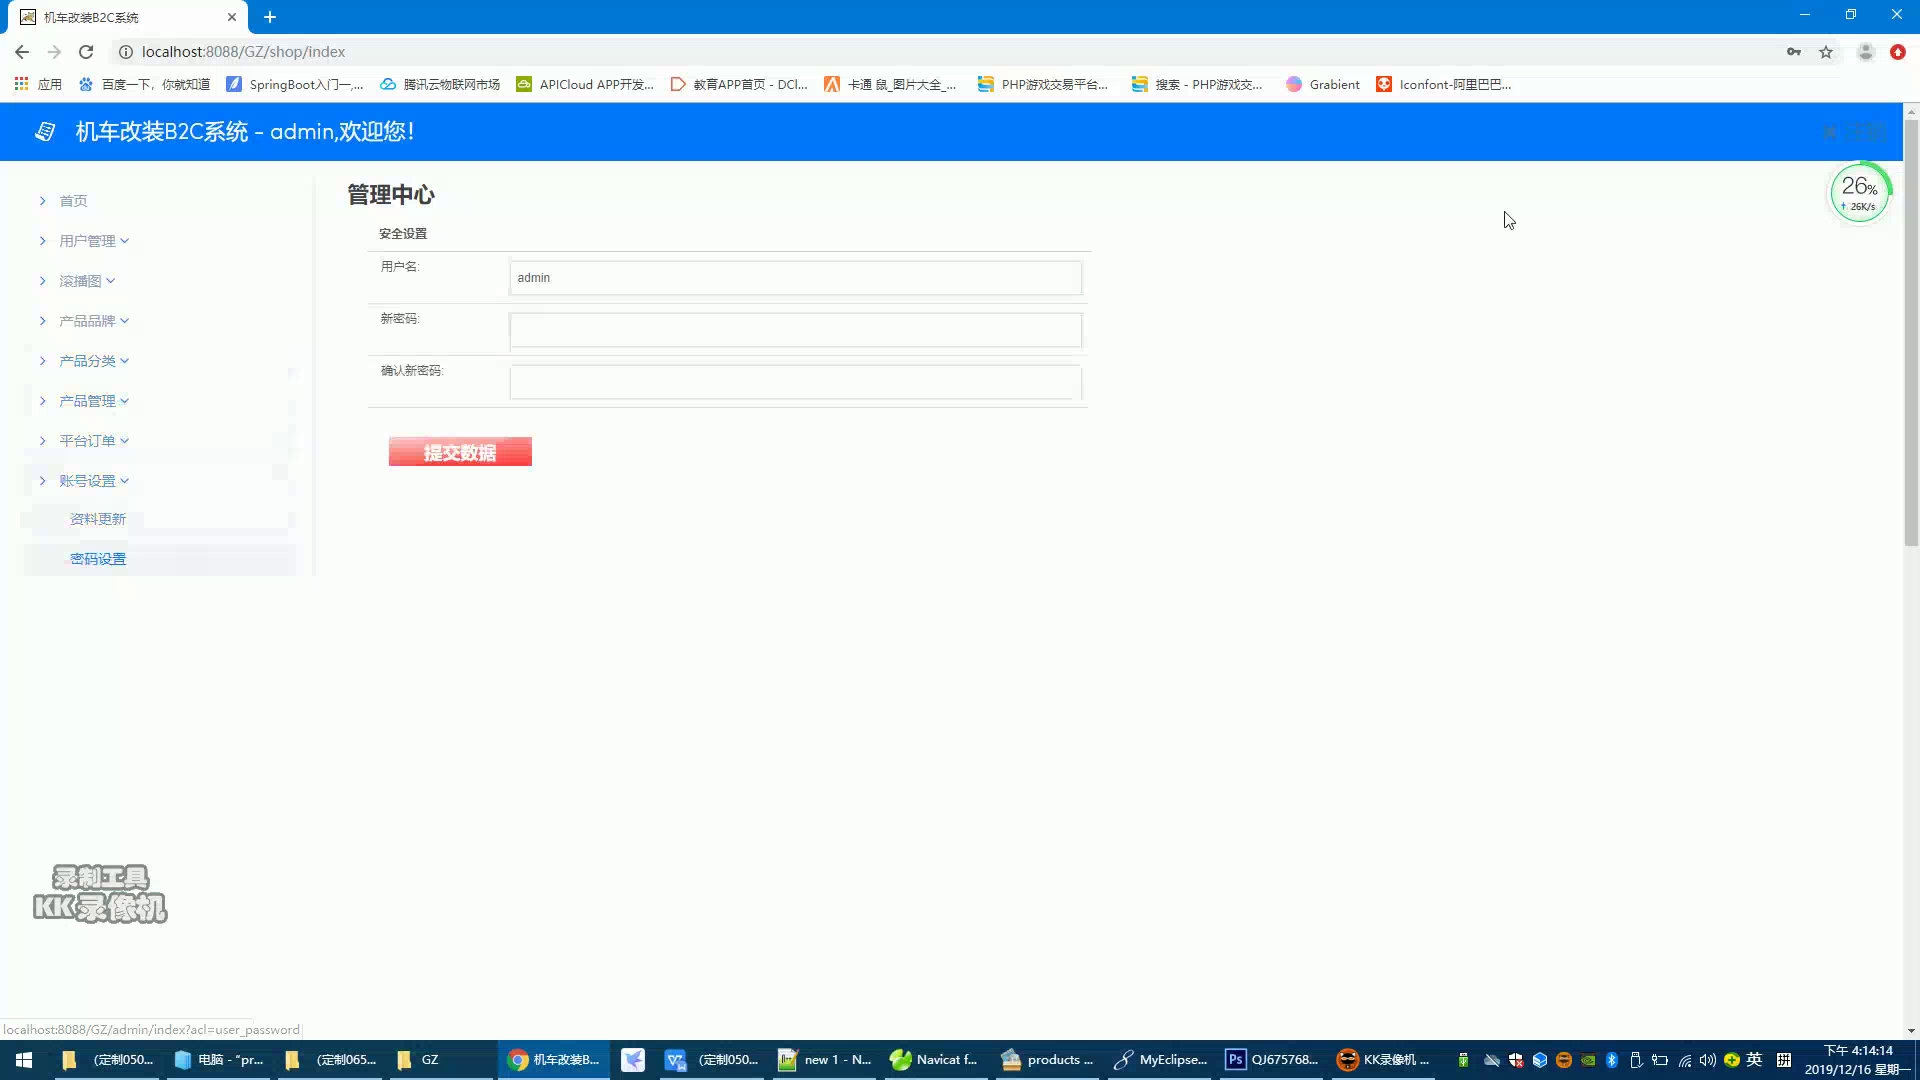 机车改装B2C系统
localhost:8088/GZ/shop/index
应用 百度一下，你就知道 SpringBoot入门一,... 腾讯云物联网市场 APICloud APP开发... 教育APP首页 - DCl... 卡通 鼠_图片大全_... PHP游戏交易平台... 搜索 - PHP游戏交... Grabient Iconfont-阿里巴巴...
机车改装B2C系统 - admin,欢迎您!
26%
26K/s
首页
用户管理
滚播图
产品品牌
产品分类
产品管理
平台订单
账号设置
资料更新
密码设置
管理中心
安全设置
用户名: admin
新密码:
确认新密码:
提交数据
录制工具
KK录像机
localhost:8088/GZ/admin/index?acl=user_password
(定制050... 电脑 - "pr... (定制065... GZ 机车改装B... (定制050... new 1 - N... Navicat f... products ... MyEclipse... Ps QJ675768... KK录像机 ... 英 拼
下午 4:14:14
2019/12/16 星期一